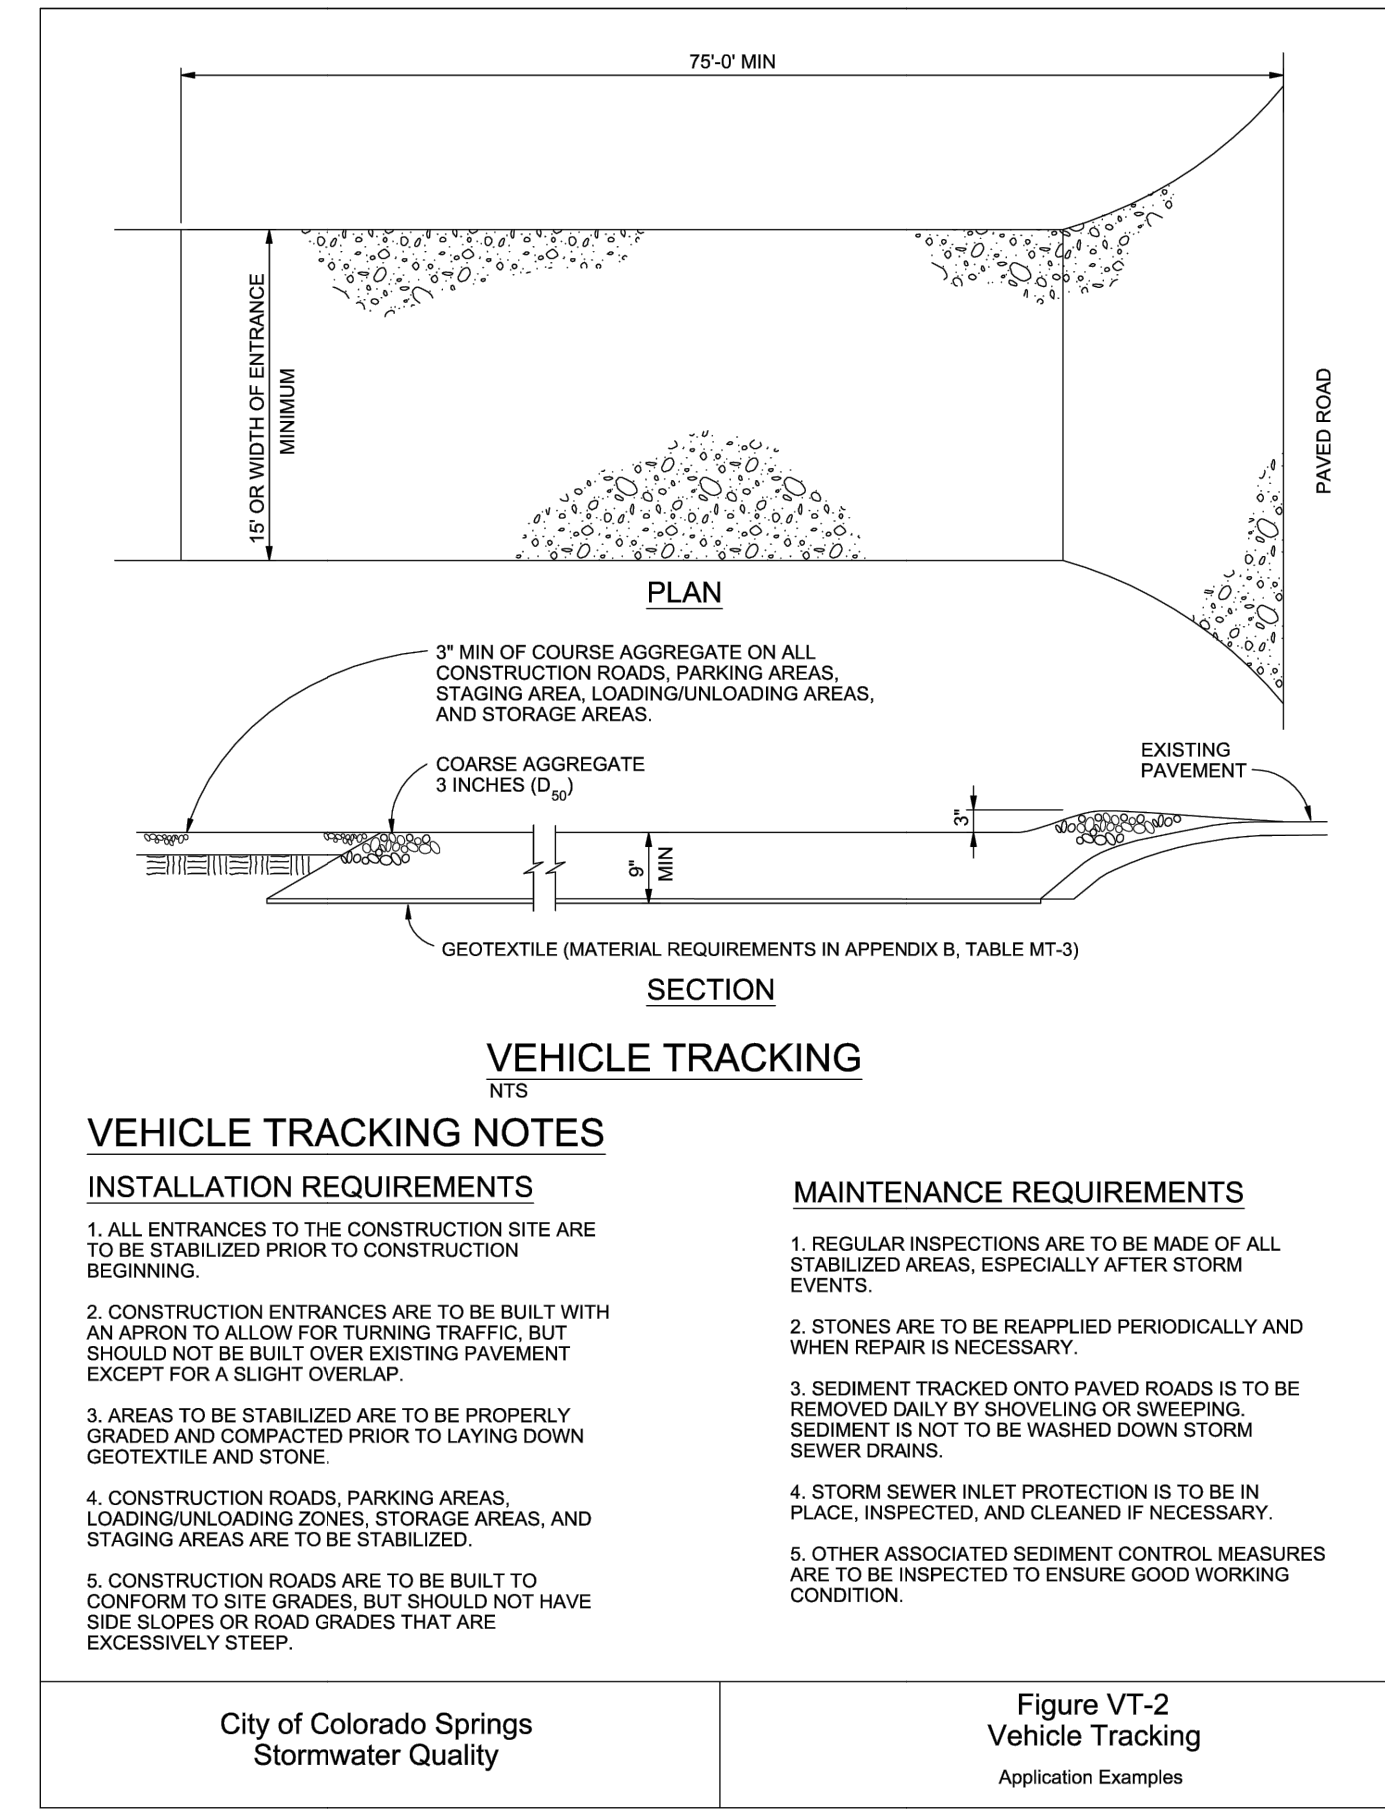 75'-0' MIN
15' OR WIDTH OF ENTRANCE
MINIMUM
PAVED ROAD
PLAN
3" MIN OF COURSE AGGREGATE ON ALL
CONSTRUCTION ROADS, PARKING AREAS,
STAGING AREA, LOADING/UNLOADING AREAS,
AND STORAGE AREAS.
COARSE AGGREGATE
3 INCHES (D50)
EXISTING
PAVEMENT
3"
9"
MIN
GEOTEXTILE (MATERIAL REQUIREMENTS IN APPENDIX B, TABLE MT-3)
SECTION
VEHICLE TRACKING
NTS
VEHICLE TRACKING NOTES
INSTALLATION REQUIREMENTS
1. ALL ENTRANCES TO THE CONSTRUCTION SITE ARE
TO BE STABILIZED PRIOR TO CONSTRUCTION
BEGINNING.
2. CONSTRUCTION ENTRANCES ARE TO BE BUILT WITH
AN APRON TO ALLOW FOR TURNING TRAFFIC, BUT
SHOULD NOT BE BUILT OVER EXISTING PAVEMENT
EXCEPT FOR A SLIGHT OVERLAP.
3. AREAS TO BE STABILIZED ARE TO BE PROPERLY
GRADED AND COMPACTED PRIOR TO LAYING DOWN
GEOTEXTILE AND STONE.
4. CONSTRUCTION ROADS, PARKING AREAS,
LOADING/UNLOADING ZONES, STORAGE AREAS, AND
STAGING AREAS ARE TO BE STABILIZED.
5. CONSTRUCTION ROADS ARE TO BE BUILT TO
CONFORM TO SITE GRADES, BUT SHOULD NOT HAVE
SIDE SLOPES OR ROAD GRADES THAT ARE
EXCESSIVELY STEEP.
MAINTENANCE REQUIREMENTS
1. REGULAR INSPECTIONS ARE TO BE MADE OF ALL
STABILIZED AREAS, ESPECIALLY AFTER STORM
EVENTS.
2. STONES ARE TO BE REAPPLIED PERIODICALLY AND
WHEN REPAIR IS NECESSARY.
3. SEDIMENT TRACKED ONTO PAVED ROADS IS TO BE
REMOVED DAILY BY SHOVELING OR SWEEPING.
SEDIMENT IS NOT TO BE WASHED DOWN STORM
SEWER DRAINS.
4. STORM SEWER INLET PROTECTION IS TO BE IN
PLACE, INSPECTED, AND CLEANED IF NECESSARY.
5. OTHER ASSOCIATED SEDIMENT CONTROL MEASURES
ARE TO BE INSPECTED TO ENSURE GOOD WORKING
CONDITION.
City of Colorado Springs
Stormwater Quality
Figure VT-2
Vehicle Tracking
Application Examples